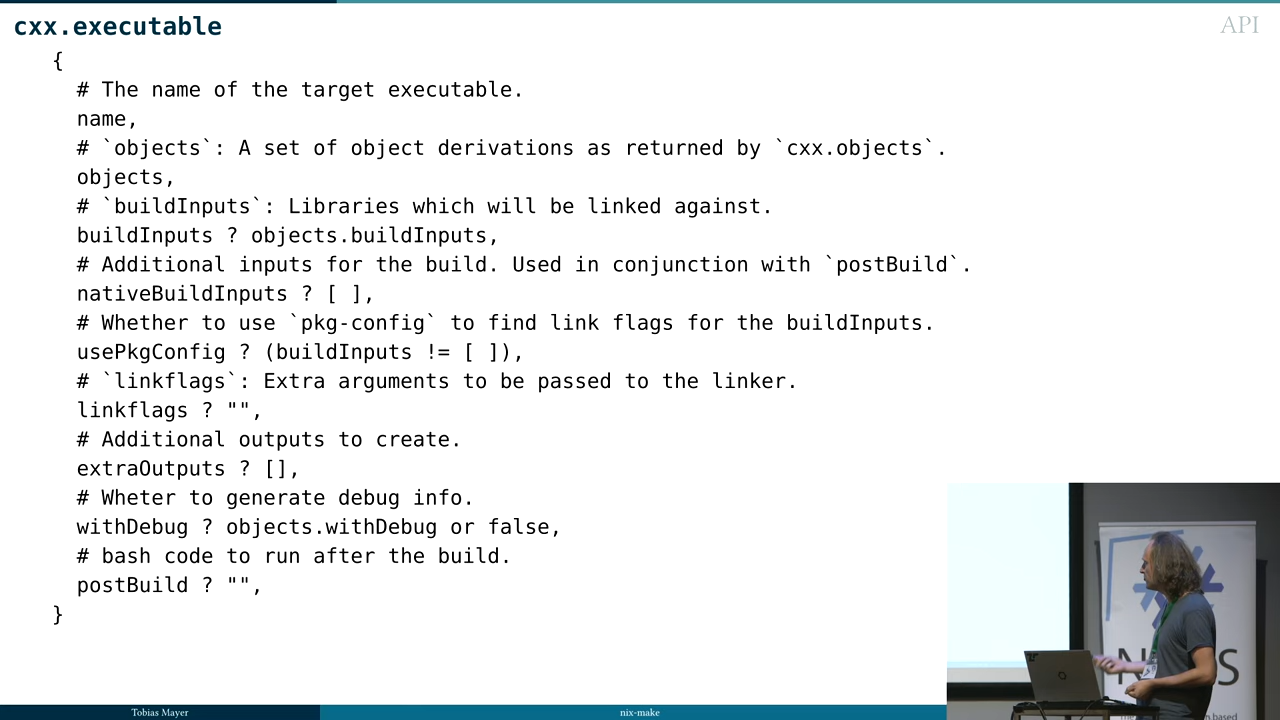 cxx.executable
API
{
# The name of the target executable.
name,
# `objects`: A set of object derivations as returned by `cxx.objects`.
objects,
# `buildInputs`: Libraries which will be linked against.
buildInputs ? objects.buildInputs,
# Additional inputs for the build. Used in conjunction with `postBuild`.
nativeBuildInputs ? [ ],
# Whether to use `pkg-config` to find link flags for the buildInputs.
usePkgConfig ? (buildInputs != [ ]),
# `linkflags`: Extra arguments to be passed to the linker.
linkflags ? "",
# Additional outputs to create.
extraOutputs ? [],
# Wheter to generate debug info.
withDebug ? objects.withDebug or false,
# bash code to run after the build.
postBuild ? "",
}
N S
based
Tobias Mayer
nix-make